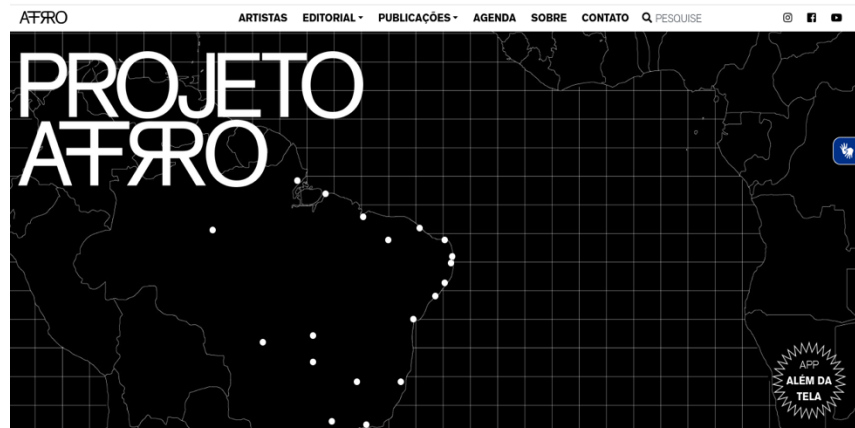 AFRO
ARTISTAS EDITORIAL PUBLICAÇÕES AGENDA SOBRE CONTATO PESQUISE
PROJETO
AFRO
APP
ALÉM DA
TELA